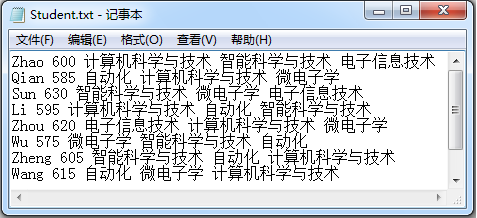 Student.txt - 记事本
文件(F) 编辑(E) 格式(O) 查看(V) 帮助(H)
Zhao 600 计算机科学与技术 智能科学与技术 电子信息技术
Qian 585 自动化 计算机科学与技术 微电子学
Sun 630 智能科学与技术 微电子学 电子信息技术
Li 595 计算机科学与技术 自动化 智能科学与技术
Zhou 620 电子信息技术 计算机科学与技术 微电子学
Wu 575 微电子学 智能科学与技术 自动化
Zheng 605 智能科学与技术 自动化 计算机科学与技术
Wang 615 自动化 微电子学 计算机科学与技术